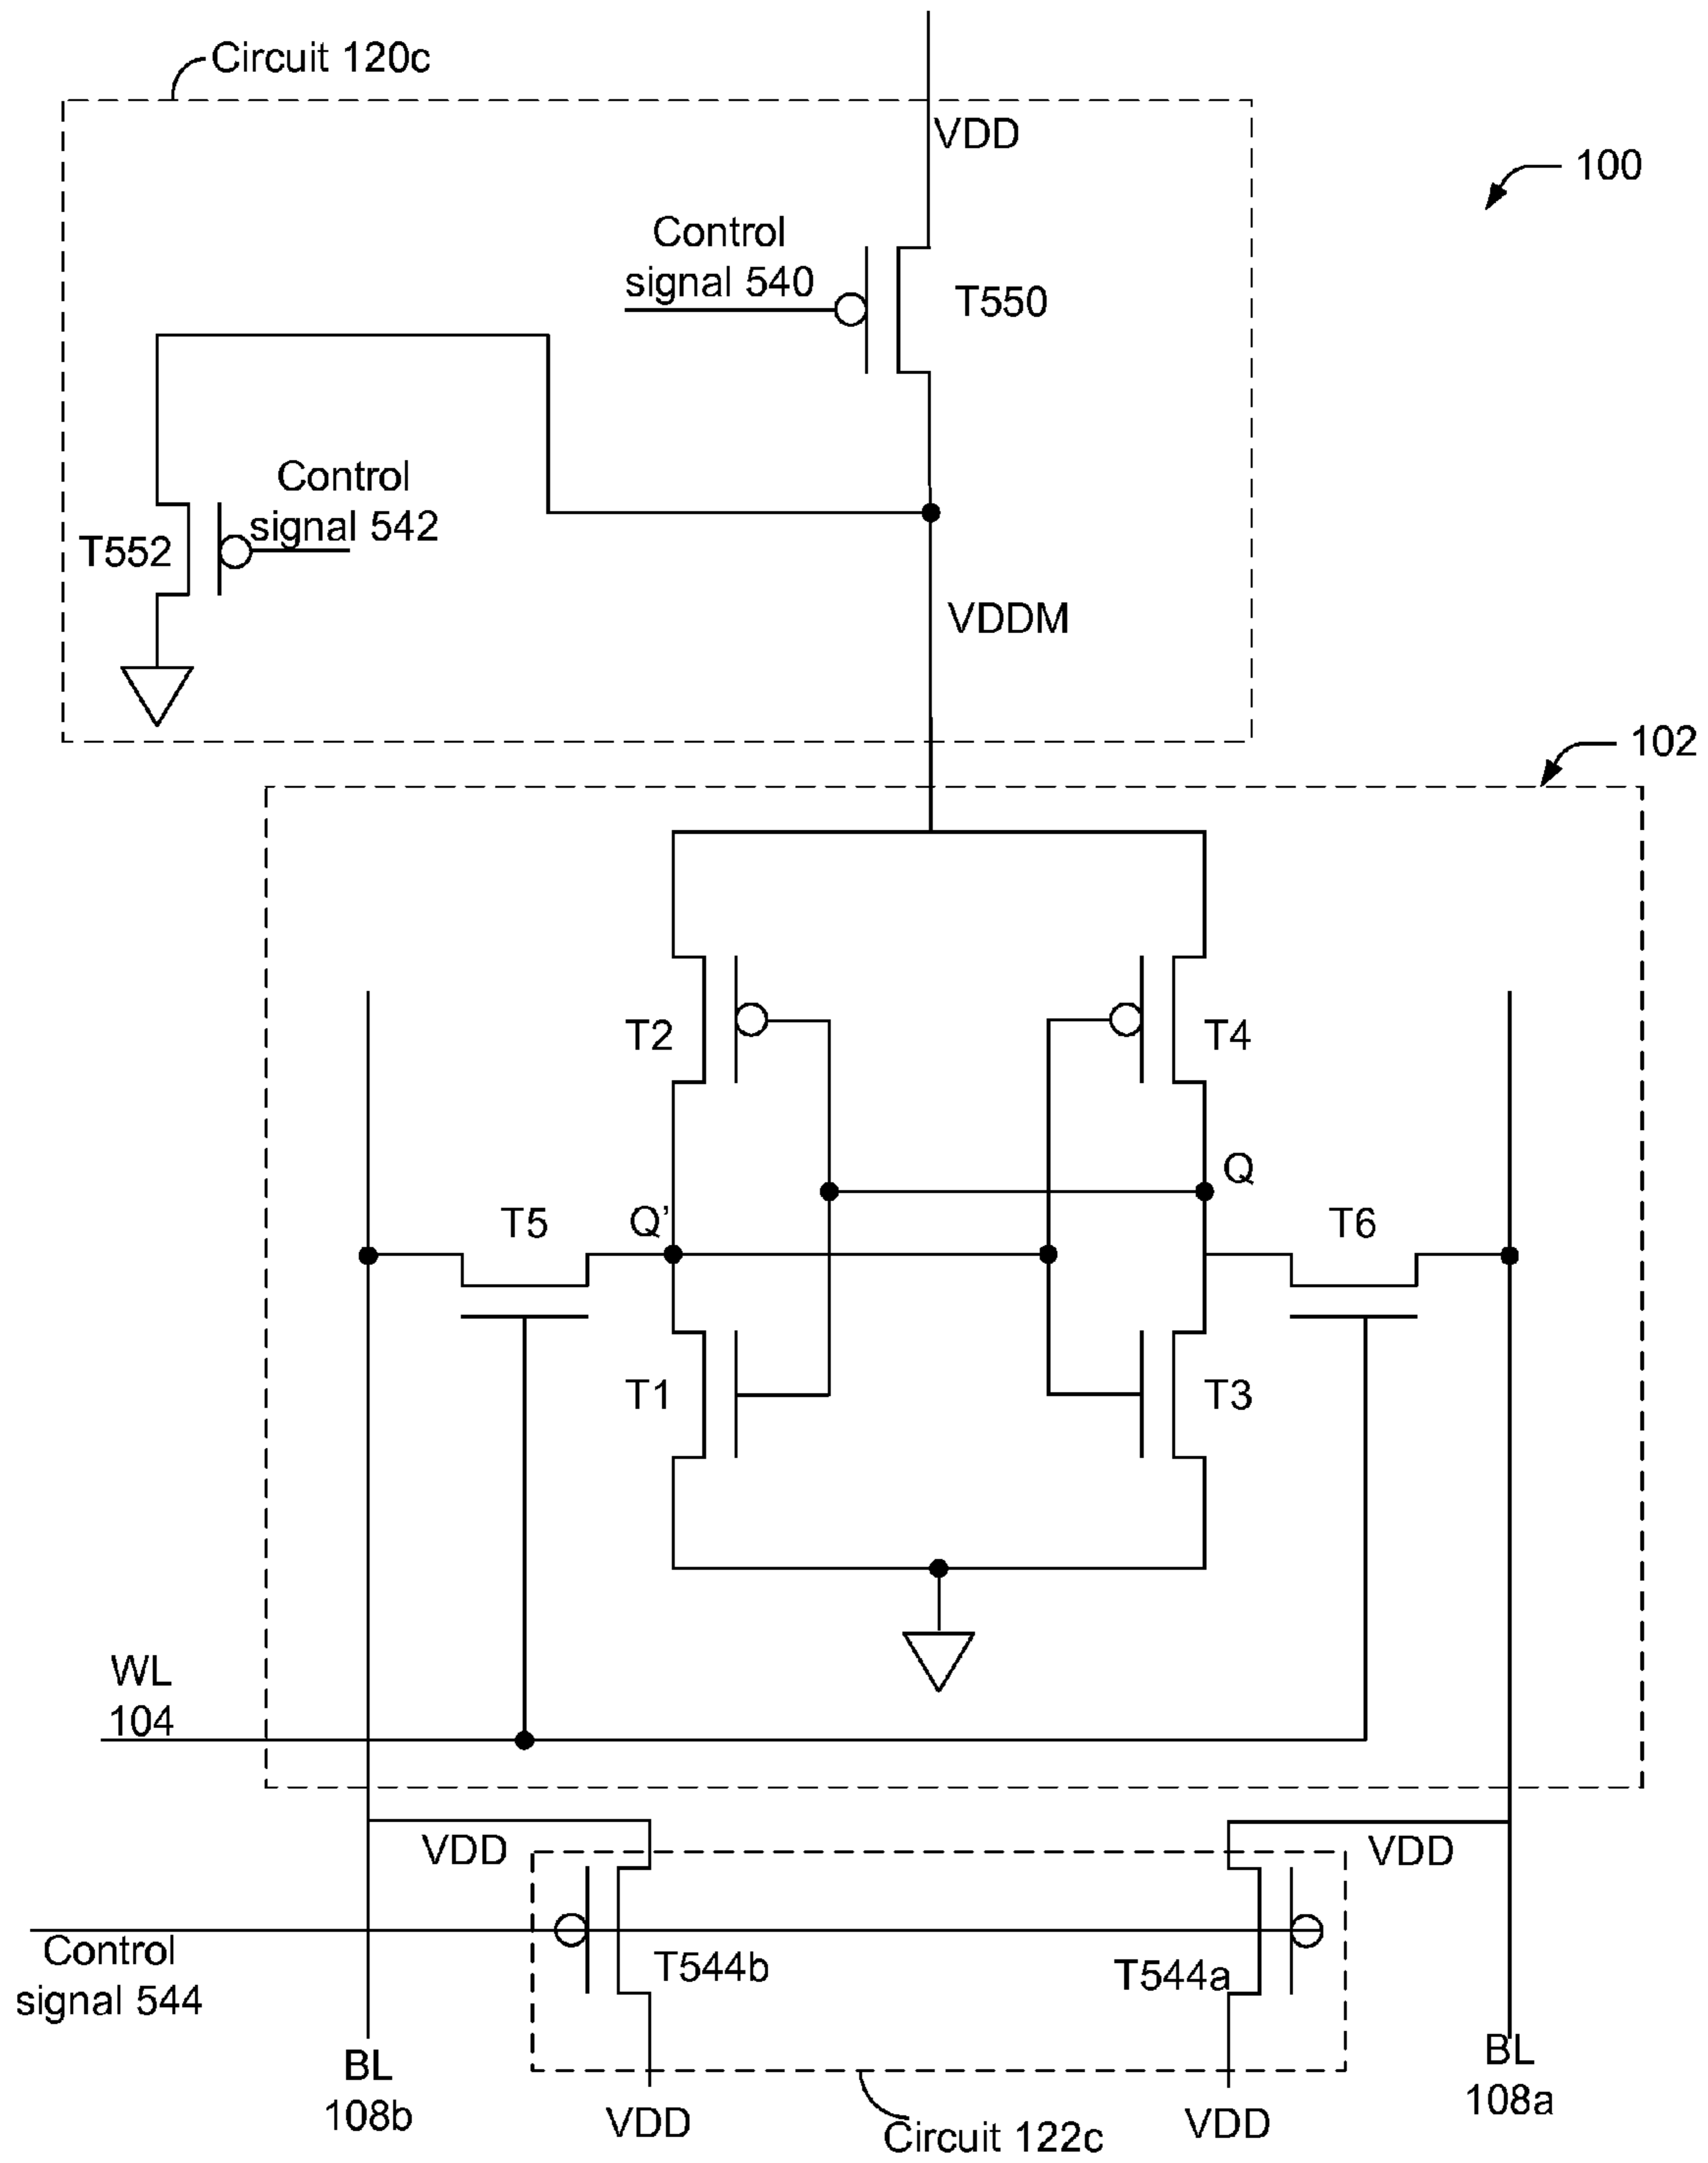 Circuit 120c
VDD
100
Control
signal 540
T550
Control
signal 542
T552
VDDM
102
T2
T4
Q
T5
Q’
T6
T1
T3
WL
104
VDD
VDD
Control
signal 544
T544b
T544a
BL
108b
BL
108a
VDD
VDD
Circuit 122c